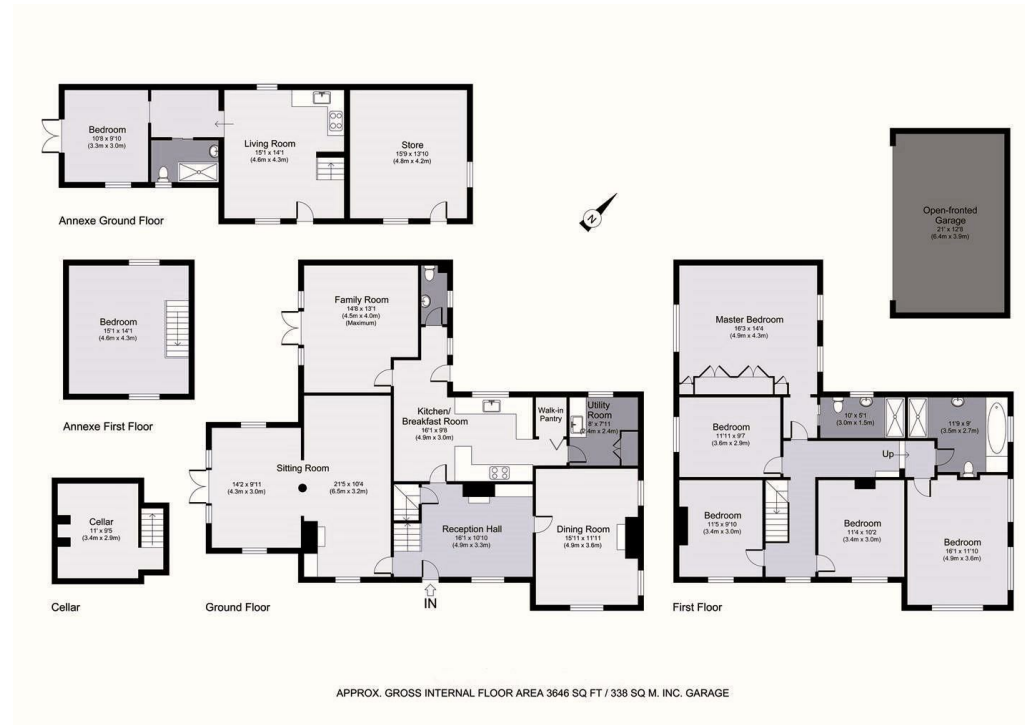 Bedroom
10'8 x 9'10
(3.3m x 3.0m)
Living Room
15'1 x 14'1
(4.6m x 4.3m)
Store
15'9 x 13'10
(4.8m x 4.2m)
Annexe Ground Floor
N
Open-fronted
Garage
21' x 12'8
(6.4m x 3.9m)
Bedroom
15'1 x 14'1
(4.6m x 4.3m)
Annexe First Floor
Family Room
14'8 x 13'1
(4.5m x 4.0m)
(Maximum)
Kitchen/
Breakfast Room
16'1 x 9'8
(4.9m x 3.0m)
Walk-in
Pantry
Utility
Room
8' x 7'11
(2.4m x 2.4m)
Sitting Room
14'2 x 9'11
(4.3m x 3.0m)
21'5 x 10'4
(6.5m x 3.2m)
Reception Hall
16'1 x 10'10
(4.9m x 3.3m)
Dining Room
15'11 x 11'11
(4.9m x 3.6m)
IN
Ground Floor
Cellar
11' x 9'5
(3.4m x 2.9m)
Cellar
Master Bedroom
16'3 x 14'4
(4.9m x 4.3m)
10' x 5'1
(3.0m x 1.5m)
11'9 x 9'
(3.5m x 2.7m)
Bedroom
11'11 x 9'7
(3.6m x 2.9m)
Up
Bedroom
11'5 x 9'10
(3.4m x 3.0m)
Bedroom
11'4 x 10'2
(3.4m x 3.0m)
Bedroom
16'1 x 11'10
(4.9m x 3.6m)
First Floor
APPROX. GROSS INTERNAL FLOOR AREA 3646 SQ FT / 338 SQ M. INC. GARAGE